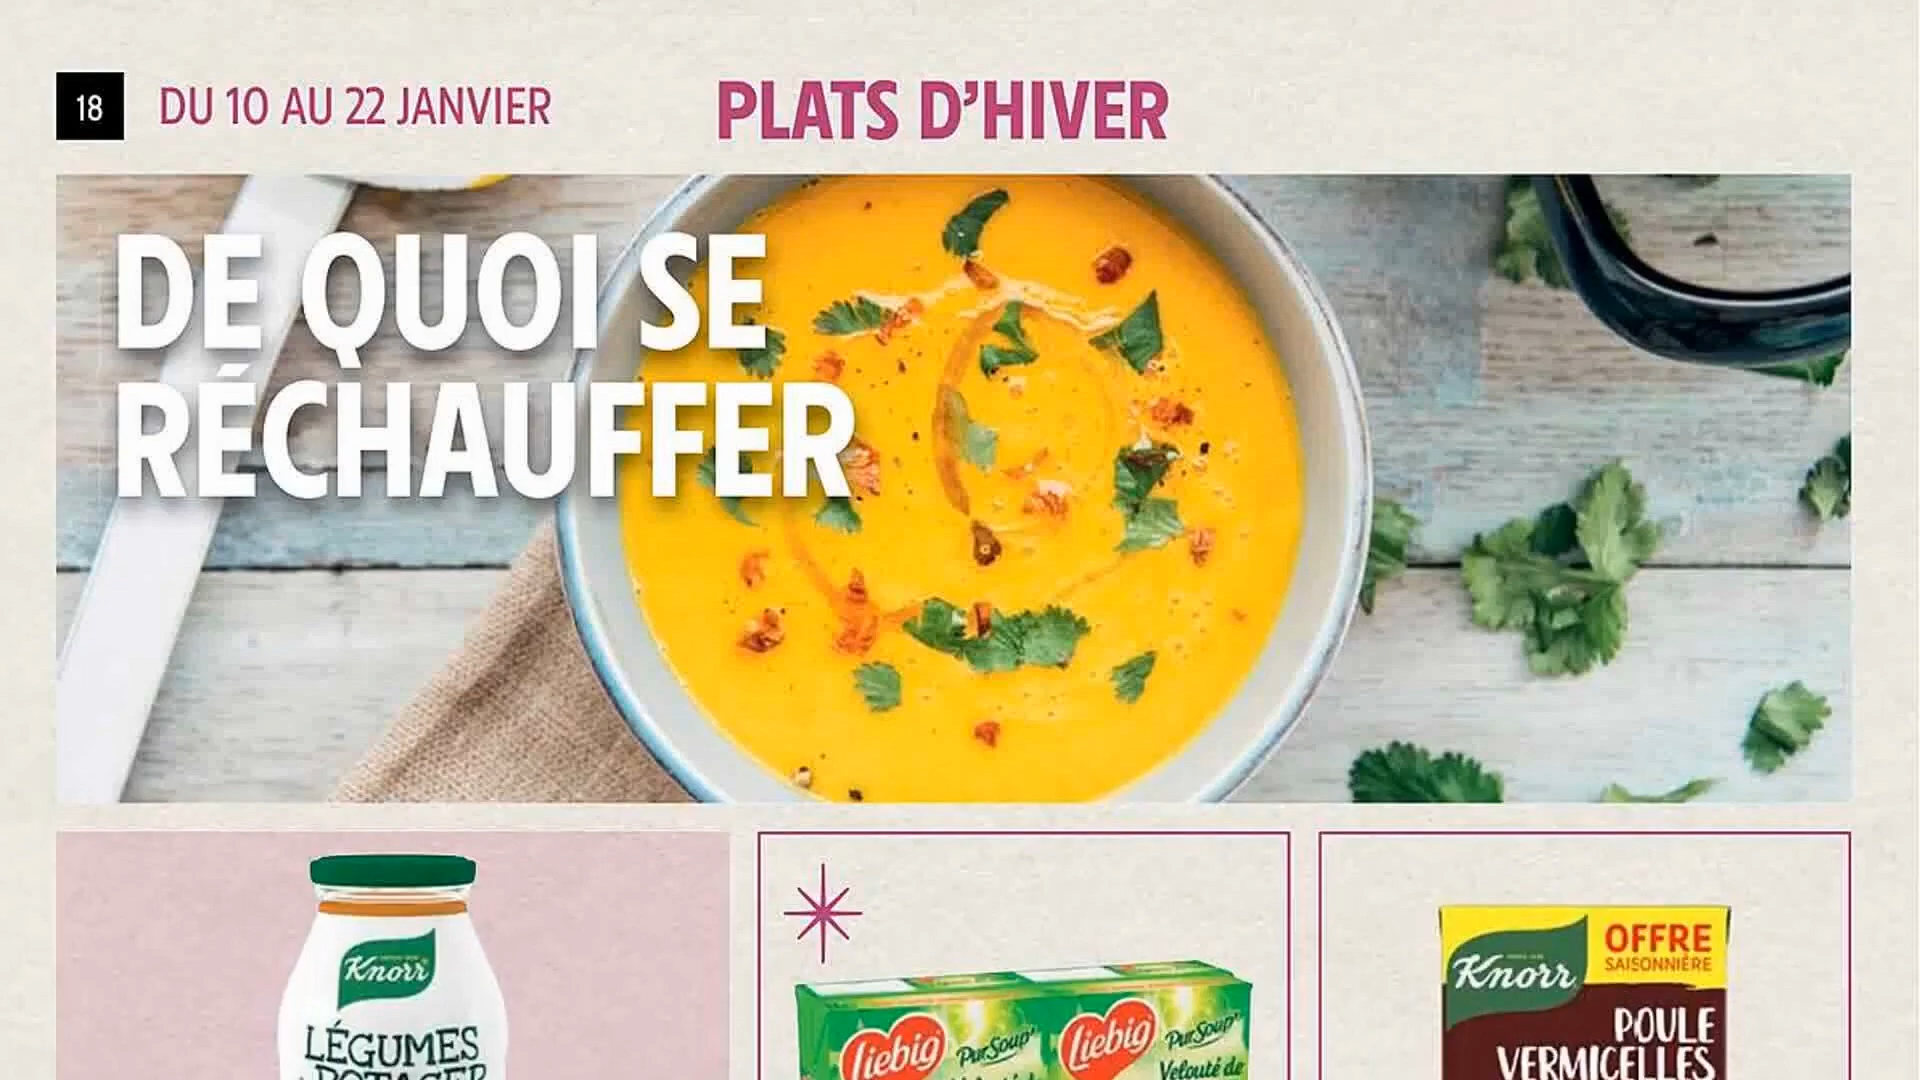 18
DU 10 AU 22 JANVIER
PLATS D'HIVER
DE QUOI SE
RÉCHAUFFER
Knorr
LÉGUMES
POTAGER
liebig
PurSoup'
liebig
PurSoup'
Velouté de
Knorr
OFFRE
SAISONNIÈRE
POULE
VERMICELLES